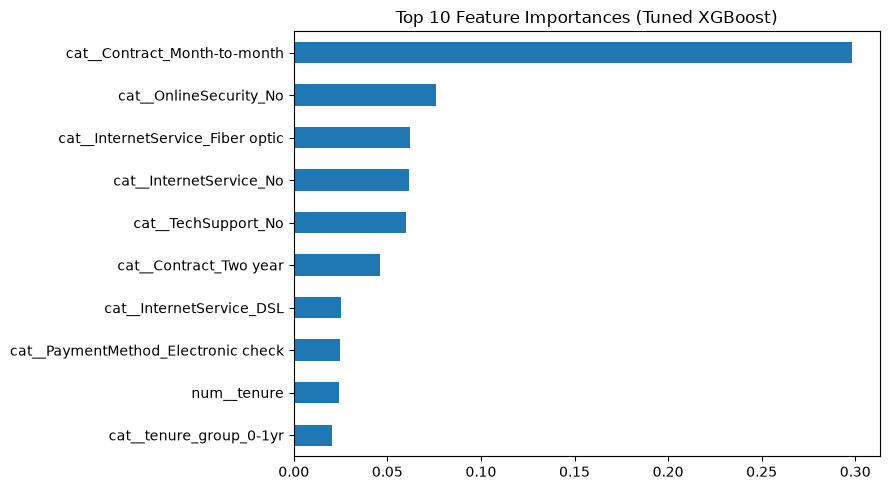 Top 10 Feature Importances (Tuned XGBoost)
cat__Contract_Month-to-month
cat__OnlineSecurity_No
cat__InternetService_Fiber optic
cat__InternetService_No
cat__TechSupport_No
cat__Contract_Two year
cat__InternetService_DSL
cat__PaymentMethod_Electronic check
num__tenure
cat__tenure_group_0-1yr
0.00 0.05 0.10 0.15 0.20 0.25 0.30